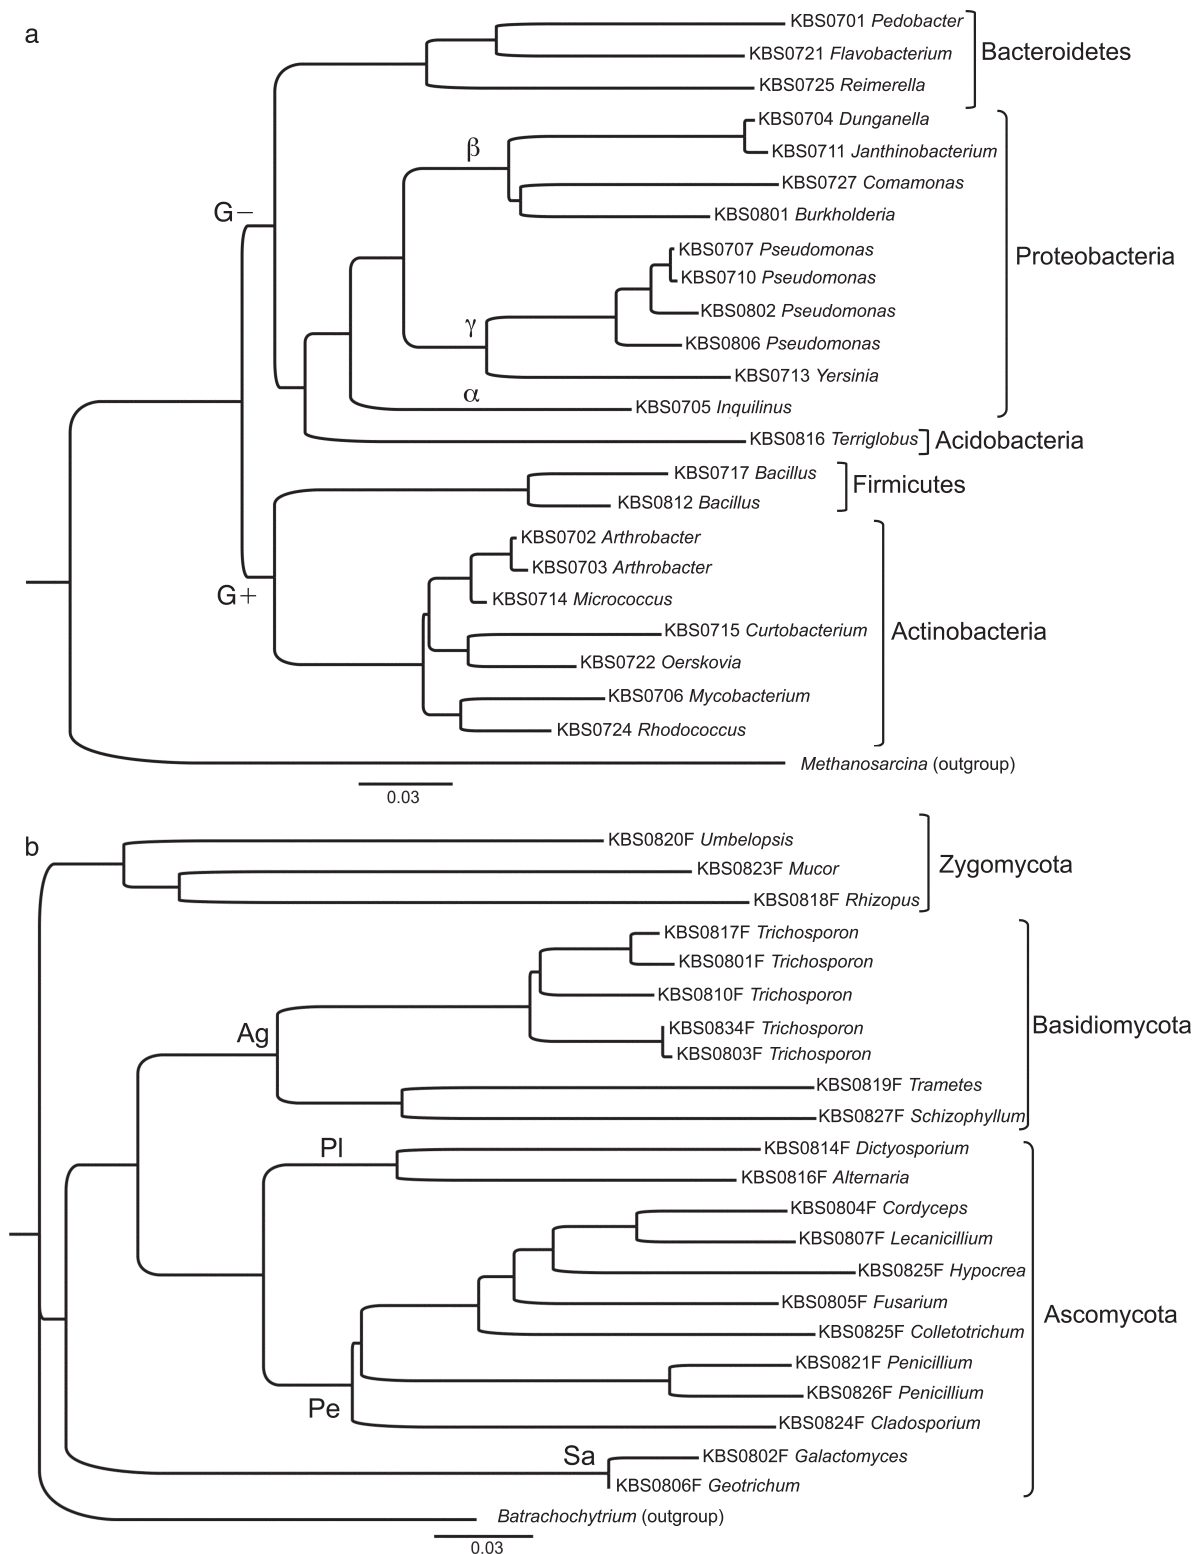 a
KBS0701 Pedobacter
KBS0721 Flavobacterium
Bacteroidetes
KBS0725 Reimerella
KBS0704 Dunganella
β
KBS0711 Janthinobacterium
KBS0727 Comamonas
G−
KBS0801 Burkholderia
KBS0707 Pseudomonas
Proteobacteria
KBS0710 Pseudomonas
KBS0802 Pseudomonas
γ
KBS0806 Pseudomonas
KBS0713 Yersinia
α
KBS0705 Inquilinus
KBS0816 Terriglobus
Acidobacteria
KBS0717 Bacillus
Firmicutes
KBS0812 Bacillus
KBS0702 Arthrobacter
KBS0703 Arthrobacter
G+
KBS0714 Micrococcus
KBS0715 Curtobacterium
Actinobacteria
KBS0722 Oerskovia
KBS0706 Mycobacterium
KBS0724 Rhodococcus
Methanosarcina (outgroup)
0.03
b
KBS0820F Umbelopsis
KBS0823F Mucor
Zygomycota
KBS0818F Rhizopus
KBS0817F Trichosporon
KBS0801F Trichosporon
KBS0810F Trichosporon
Ag
KBS0834F Trichosporon
Basidiomycota
KBS0803F Trichosporon
KBS0819F Trametes
KBS0827F Schizophyllum
Pl
KBS0814F Dictyosporium
KBS0816F Alternaria
KBS0804F Cordyceps
KBS0807F Lecanicillium
KBS0825F Hypocrea
KBS0805F Fusarium
Ascomycota
KBS0825F Colletotrichum
KBS0821F Penicillium
KBS0826F Penicillium
Pe
KBS0824F Cladosporium
Sa
KBS0802F Galactomyces
KBS0806F Geotrichum
Batrachochytrium (outgroup)
0.03